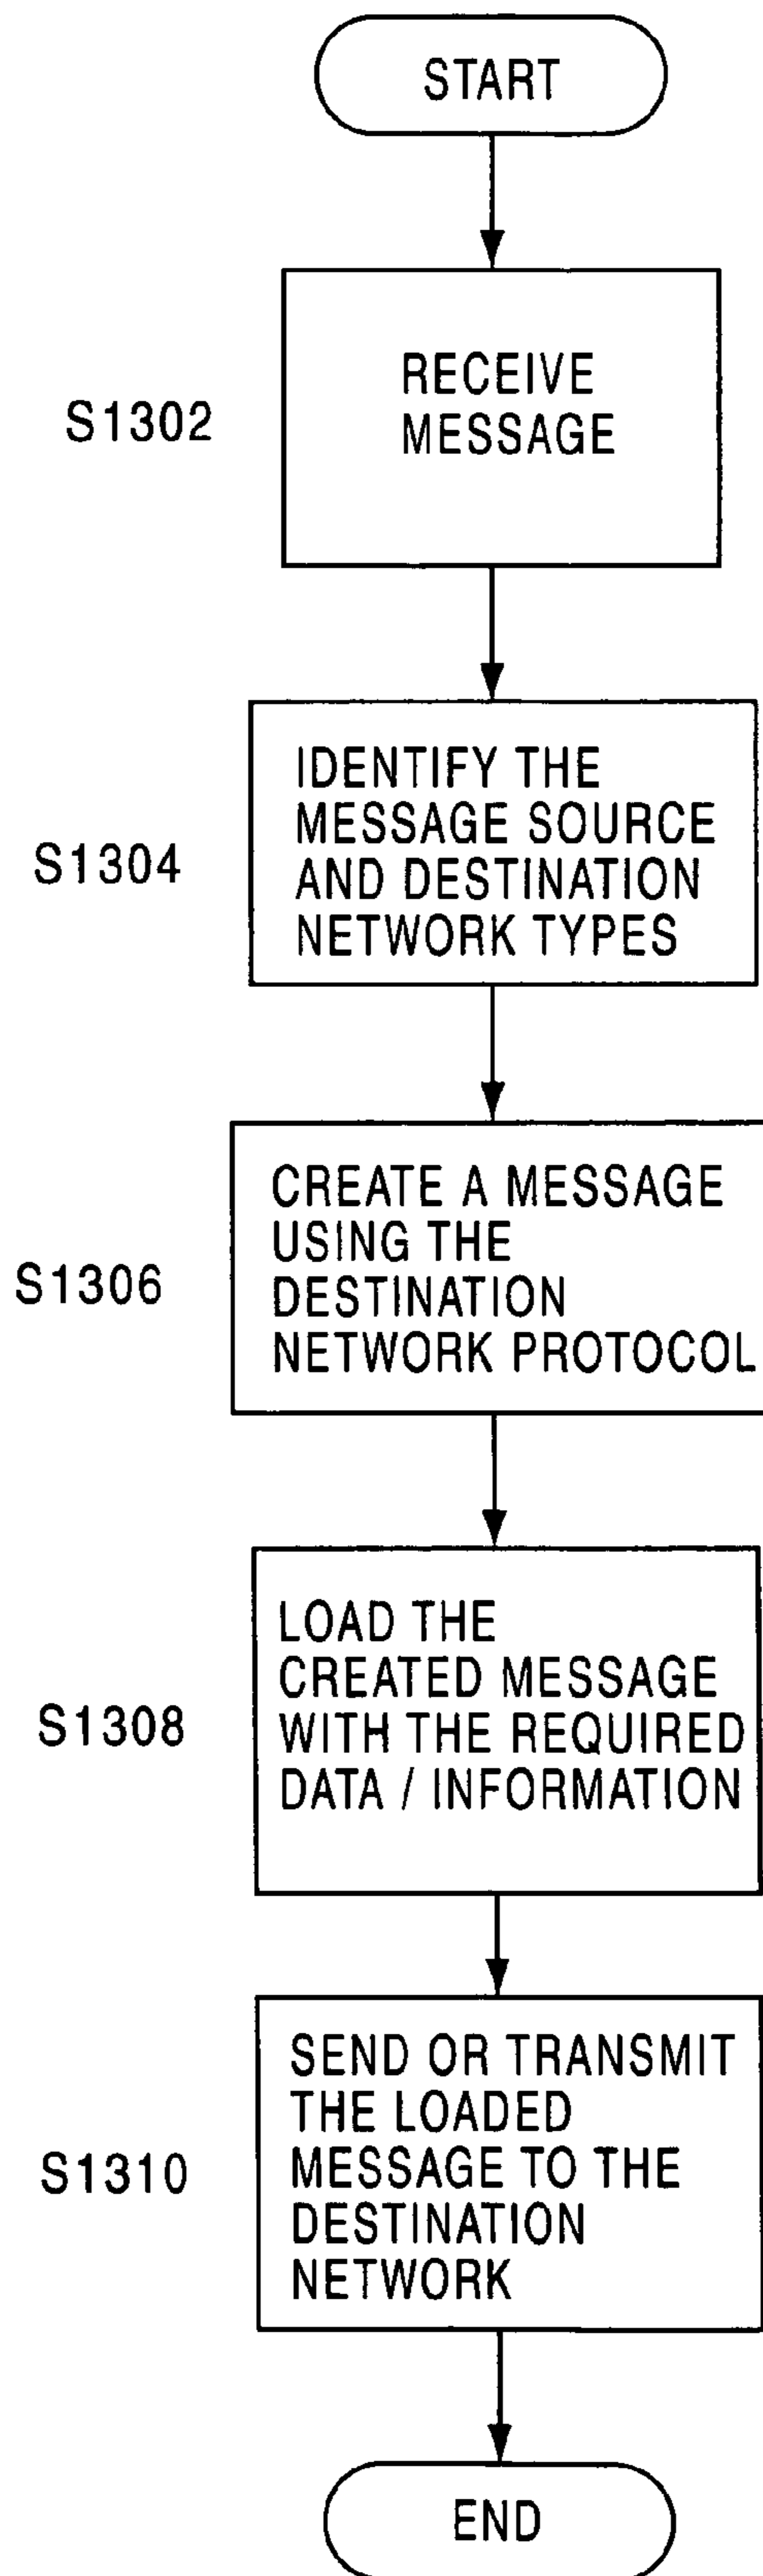 START
S1302
RECEIVE
MESSAGE
S1304
IDENTIFY THE
MESSAGE SOURCE
AND DESTINATION
NETWORK TYPES
S1306
CREATE A MESSAGE
USING THE
DESTINATION
NETWORK PROTOCOL
S1308
LOAD THE
CREATED MESSAGE
WITH THE REQUIRED
DATA / INFORMATION
S1310
SEND OR TRANSMIT
THE LOADED
MESSAGE TO THE
DESTINATION
NETWORK
END